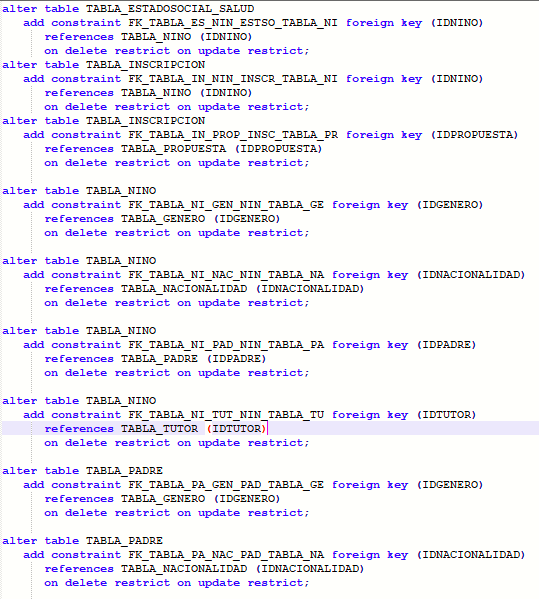 alter table TABLA_ESTADOSOCIAL_SALUD
add constraint FK_TABLA_ES_NIN_ESTSO_TABLA_NI foreign key (IDNINO)
references TABLA_NINO (IDNINO)
on delete restrict on update restrict;
alter table TABLA_INSCRIPCION
add constraint FK_TABLA_IN_NIN_INSCR_TABLA_NI foreign key (IDNINO)
references TABLA_NINO (IDNINO)
on delete restrict on update restrict;
alter table TABLA_INSCRIPCION
add constraint FK_TABLA_IN_PROP_INSC_TABLA_PR foreign key (IDPROPUESTA)
references TABLA_PROPUESTA (IDPROPUESTA)
on delete restrict on update restrict;
alter table TABLA_NINO
add constraint FK_TABLA_NI_GEN_NIN_TABLA_GE foreign key (IDGENERO)
references TABLA_GENERO (IDGENERO)
on delete restrict on update restrict;
alter table TABLA_NINO
add constraint FK_TABLA_NI_NAC_NIN_TABLA_NA foreign key (IDNACIONALIDAD)
references TABLA_NACIONALIDAD (IDNACIONALIDAD)
on delete restrict on update restrict;
alter table TABLA_NINO
add constraint FK_TABLA_NI_PAD_NIN_TABLA_PA foreign key (IDPADRE)
references TABLA_PADRE (IDPADRE)
on delete restrict on update restrict;
alter table TABLA_NINO
add constraint FK_TABLA_NI_TUT_NIN_TABLA_TU foreign key (IDTUTOR)
references TABLA_TUTOR (IDTUTOR)
on delete restrict on update restrict;
alter table TABLA_PADRE
add constraint FK_TABLA_PA_GEN_PAD_TABLA_GE foreign key (IDGENERO)
references TABLA_GENERO (IDGENERO)
on delete restrict on update restrict;
alter table TABLA_PADRE
add constraint FK_TABLA_PA_NAC_PAD_TABLA_NA foreign key (IDNACIONALIDAD)
references TABLA_NACIONALIDAD (IDNACIONALIDAD)
on delete restrict on update restrict;